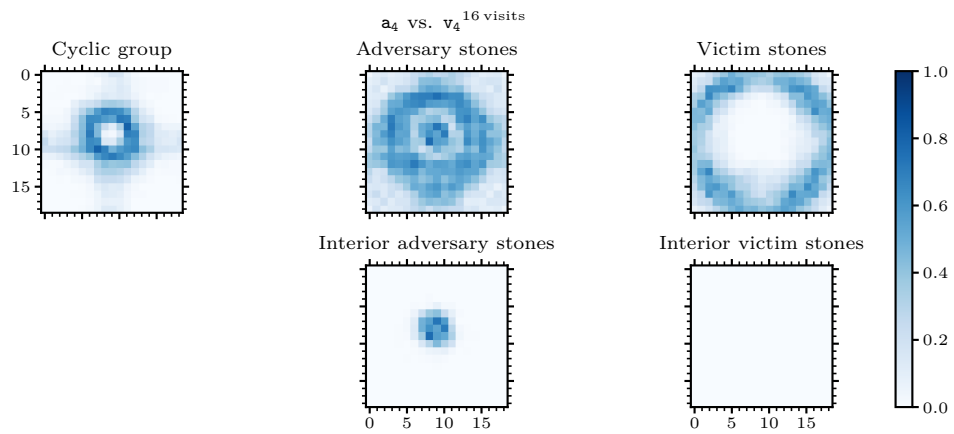 a₄ vs. v₄^16 visits
Cyclic group
Adversary stones
Victim stones
0
5
10
15
1.0
0.8
0.6
0.4
0.2
0.0
Interior adversary stones
Interior victim stones
0 5 10 15
0 5 10 15